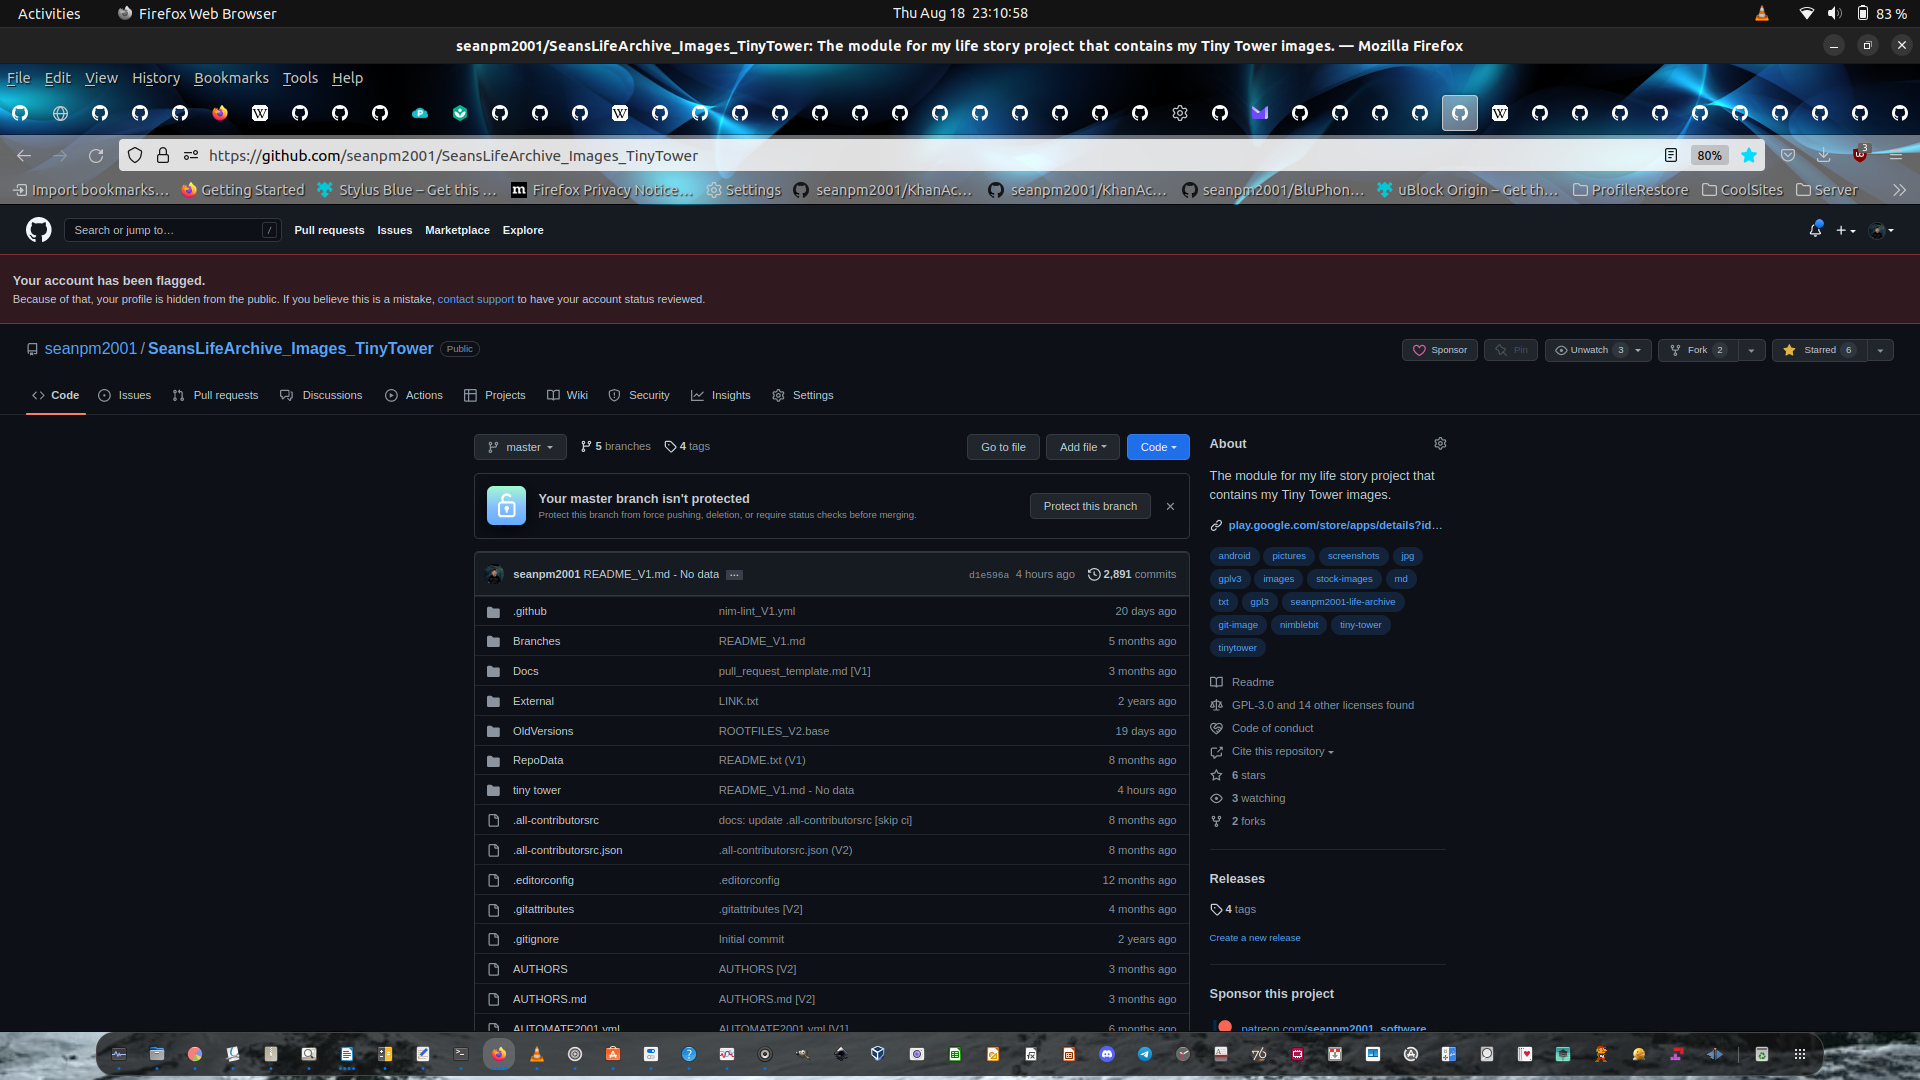 Activities
Firefox Web Browser
Thu Aug 18 23:10:58
83 %
seanpm2001/SeansLifeArchive_Images_TinyTower: The module for my life story project that contains my Tiny Tower images. — Mozilla Firefox
File Edit View History Bookmarks Tools Help
https://github.com/seanpm2001/SeansLifeArchive_Images_TinyTower
80%
3
Import bookmarks… Getting Started Stylus Blue – Get this … Firefox Privacy Notice… Settings seanpm2001/KhanAc… seanpm2001/KhanAc… seanpm2001/BluPhon… uBlock Origin – Get th… ProfileRestore CoolSites Server
Search or jump to… /
Pull requests Issues Marketplace Explore
Your account has been flagged.
Because of that, your profile is hidden from the public. If you believe this is a mistake, contact support to have your account status reviewed.
seanpm2001 / SeansLifeArchive_Images_TinyTower Public
Sponsor Pin Unwatch 3 Fork 2 Starred 6
Code Issues Pull requests Discussions Actions Projects Wiki Security Insights Settings
master 5 branches 4 tags Go to file Add file Code
Your master branch isn't protected
Protect this branch from force pushing, deletion, or require status checks before merging.
Protect this branch
seanpm2001 README_V1.md - No data ... d1e596a 4 hours ago 2,891 commits
.github nim-lint_V1.yml 20 days ago
Branches README_V1.md 5 months ago
Docs pull_request_template.md [V1] 3 months ago
External LINK.txt 2 years ago
OldVersions ROOTFILES_V2.base 19 days ago
RepoData README.txt (V1) 8 months ago
tiny tower README_V1.md - No data 4 hours ago
.all-contributorsrc docs: update .all-contributorsrc [skip ci] 8 months ago
.all-contributorsrc.json .all-contributorsrc.json (V2) 8 months ago
.editorconfig .editorconfig 12 months ago
.gitattributes .gitattributes [V2] 4 months ago
.gitignore Initial commit 2 years ago
AUTHORS AUTHORS [V2] 3 months ago
AUTHORS.md AUTHORS.md [V2] 3 months ago
AUTOMATE2001.yml AUTOMATE2001.yml [V1] 6 months ago
About
The module for my life story project that
contains my Tiny Tower images.
play.google.com/store/apps/details?id…
android pictures screenshots jpg
gplv3 images stock-images md
txt gpl3 seanpm2001-life-archive
git-image nimblebit tiny-tower
tinytower
Readme
GPL-3.0 and 14 other licenses found
Code of conduct
Cite this repository
6 stars
3 watching
2 forks
Releases
4 tags
Create a new release
Sponsor this project
patreon.com/seanpm2001_software